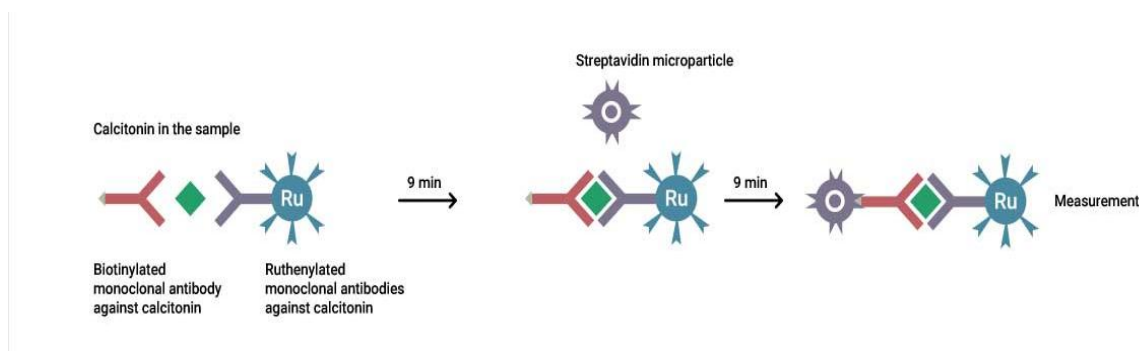 Streptavidin microparticle
Calcitonin in the sample
Ru
9 min
Ru
9 min
Ru
Measurement
Biotinylated
monoclonal antibody
against calcitonin
Ruthenylated
monoclonal antibodies
against calcitonin